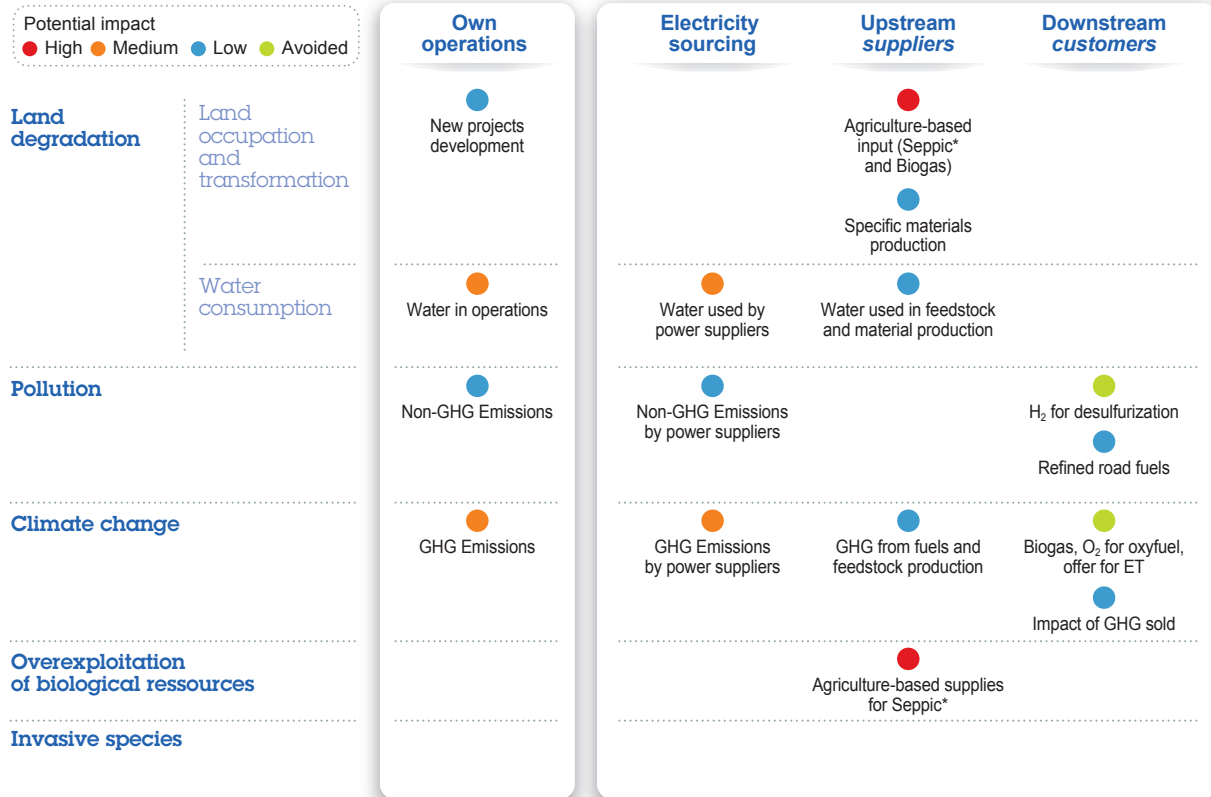 Potential impact
High Medium Low Avoided
Own
operations
Electricity
sourcing
Upstream
suppliers
Downstream
customers
Land
degradation
Land
occupation
and
transformation
New projects
development
Agriculture-based
input (Seppic*
and Biogas)
Specific materials
production
Water
consumption
Water in operations
Water used by
power suppliers
Water used in feedstock
and material production
Pollution
Non-GHG Emissions
Non-GHG Emissions
by power suppliers
H₂ for desulfurization
Refined road fuels
Climate change
GHG Emissions
GHG Emissions
by power suppliers
GHG from fuels and
feedstock production
Biogas, O₂ for oxyfuel,
offer for ET
Impact of GHG sold
Overexploitation
of biological ressources
Agriculture-based supplies
for Seppic*
Invasive species